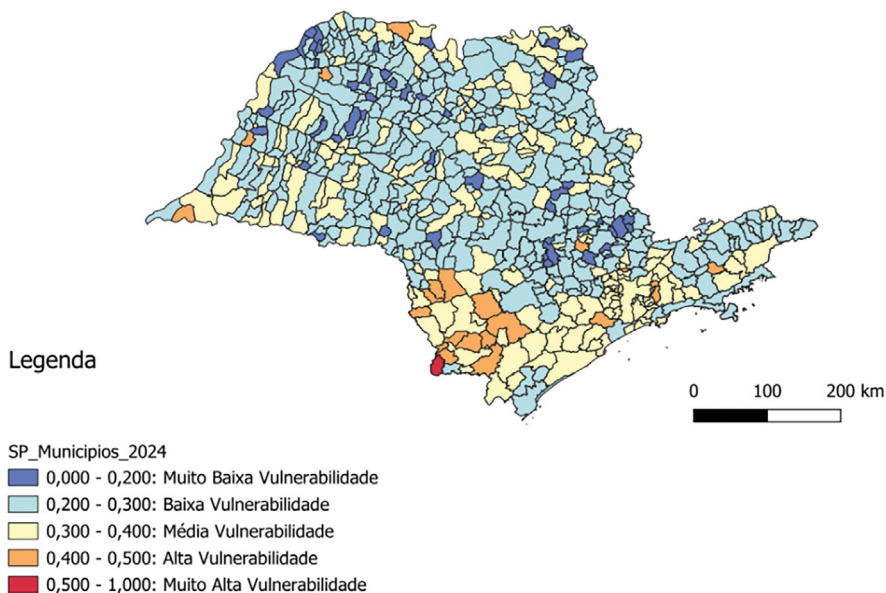 Legenda
0 100 200 km
SP_Municipios_2024
0,000 - 0,200: Muito Baixa Vulnerabilidade
0,200 - 0,300: Baixa Vulnerabilidade
0,300 - 0,400: Média Vulnerabilidade
0,400 - 0,500: Alta Vulnerabilidade
0,500 - 1,000: Muito Alta Vulnerabilidade